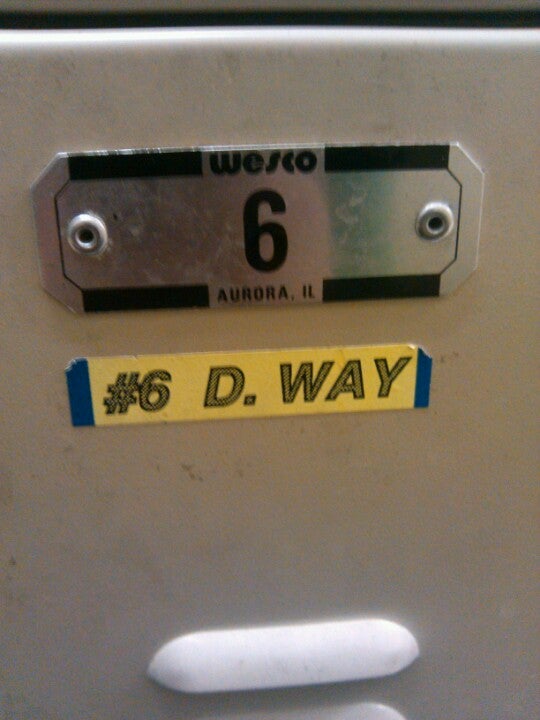 wesco
6
AURORA, IL
#6 D. WAY